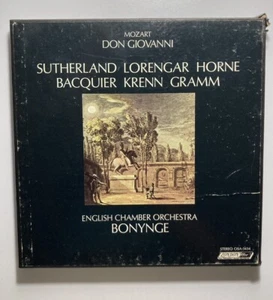 MOZART
DON GIOVANNI
SUTHERLAND LORENGAR HORNE
BACQUIER KRENN GRAMM
ENGLISH CHAMBER ORCHESTRA
BONYNGE